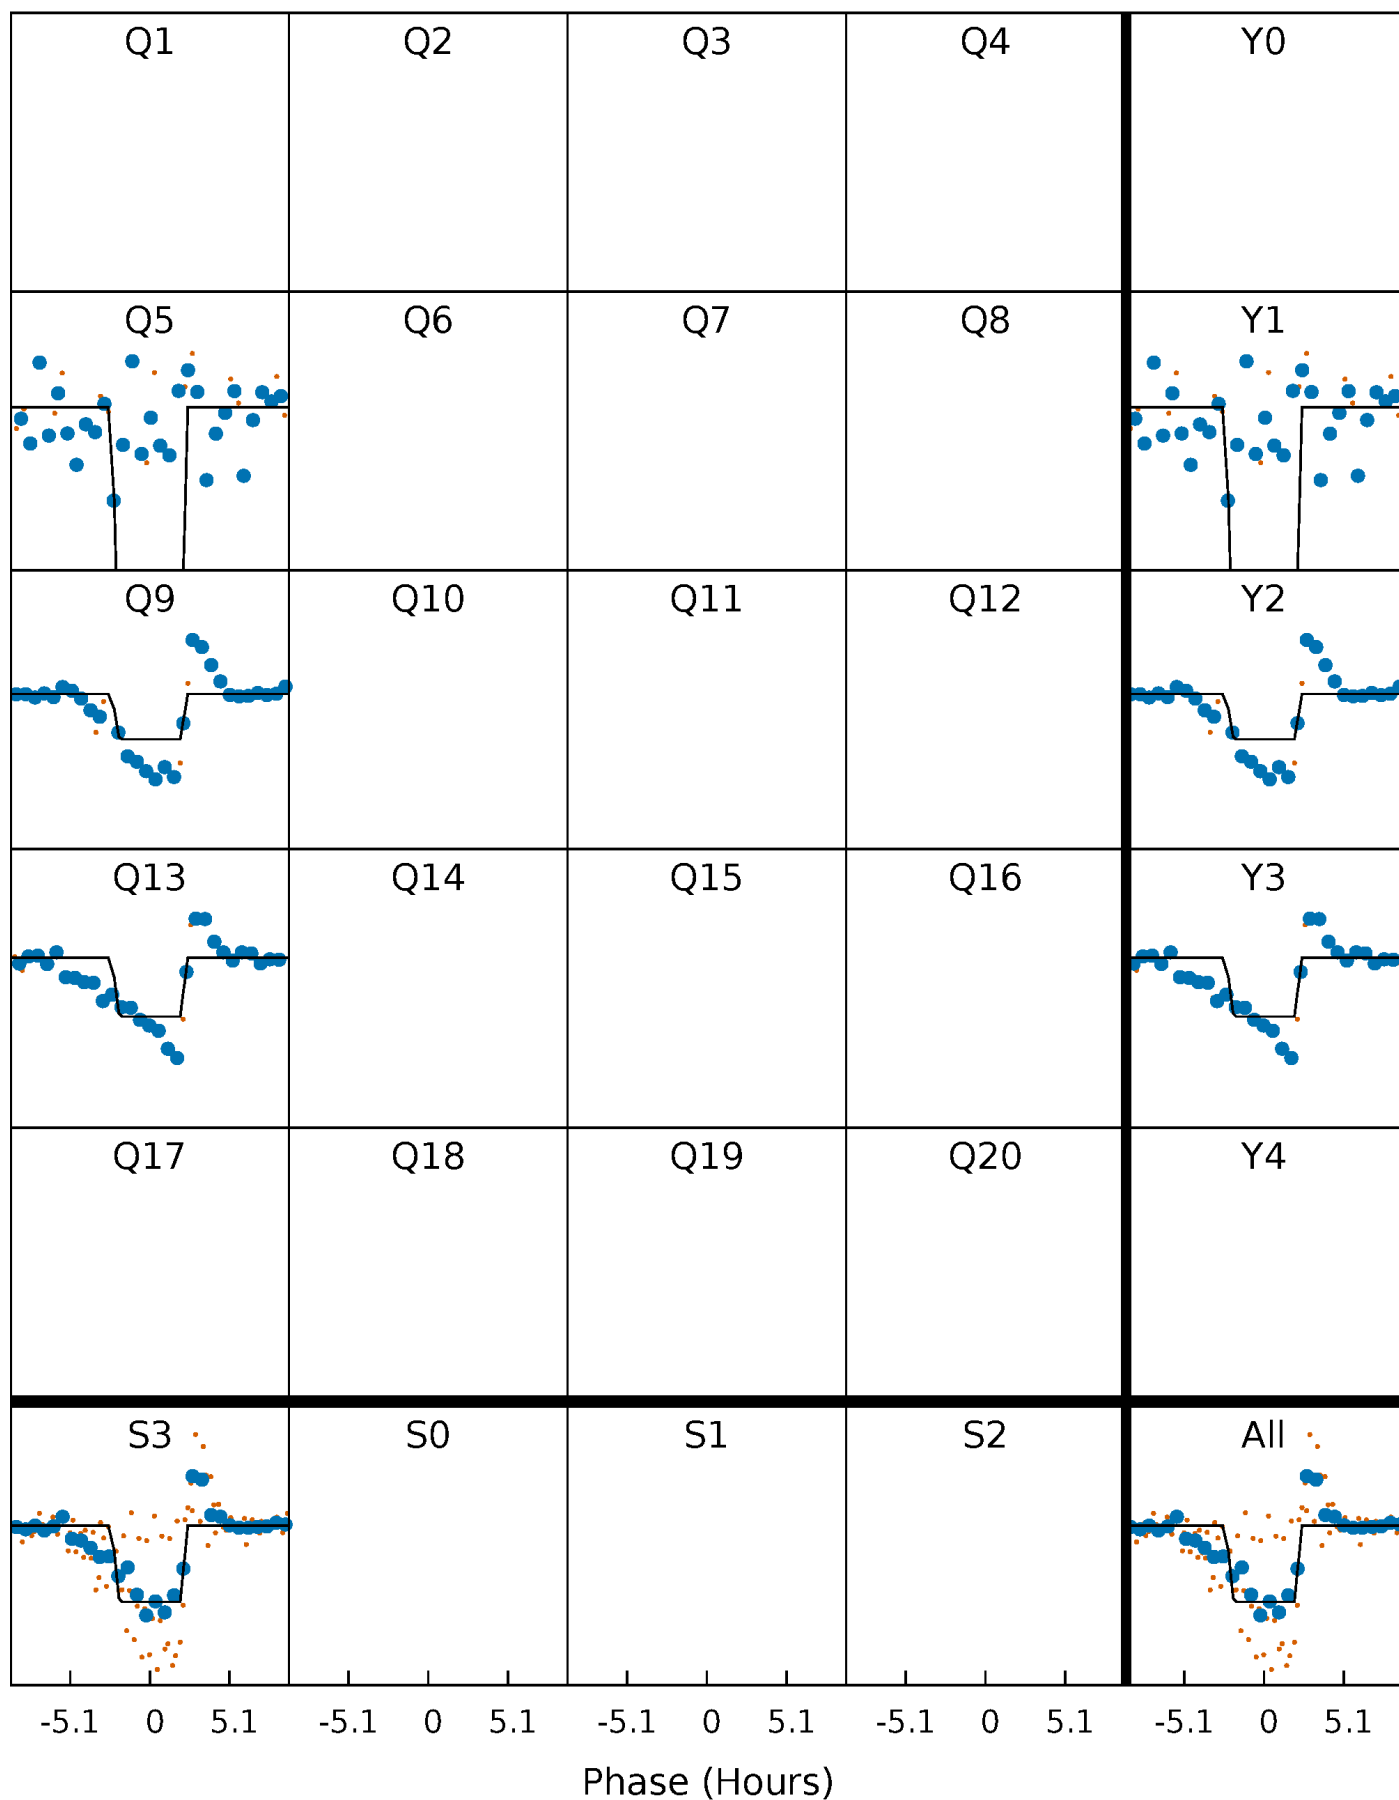 Q1 Q2 Q3 Q4 Y0
Q5 Q6 Q7 Q8 Y1
Q9 Q10 Q11 Q12 Y2
Q13 Q14 Q15 Q16 Y3
Q17 Q18 Q19 Q20 Y4
S3 S0 S1 S2 All
-5.1 0 5.1 -5.1 0 5.1 -5.1 0 5.1 -5.1 0 5.1 -5.1 0 5.1
Phase (Hours)